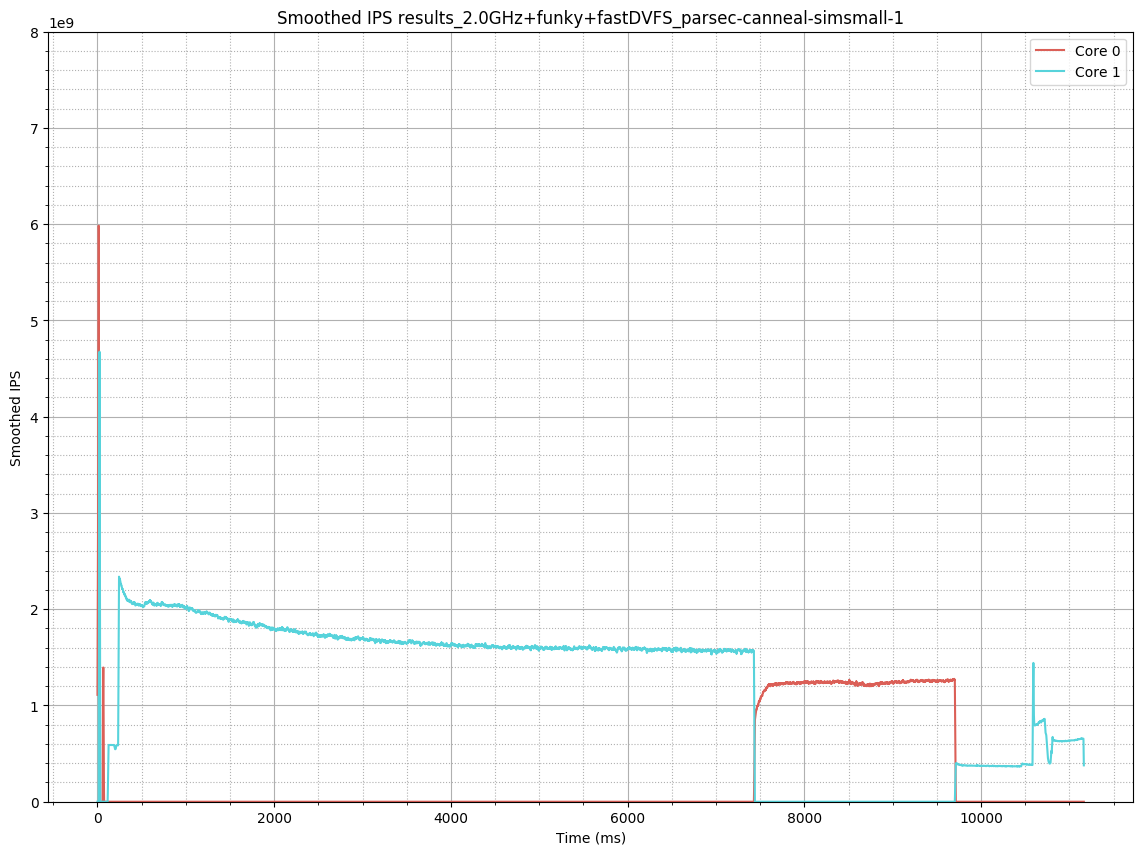 Smoothed IPS results_2.0GHz+funky+fastDVFS_parsec-canneal-simsmall-1
1e9
8
7
6
5
4
3
2
1
0
Smoothed IPS
Core 0
Core 1
0 2000 4000 6000 8000 10000
Time (ms)